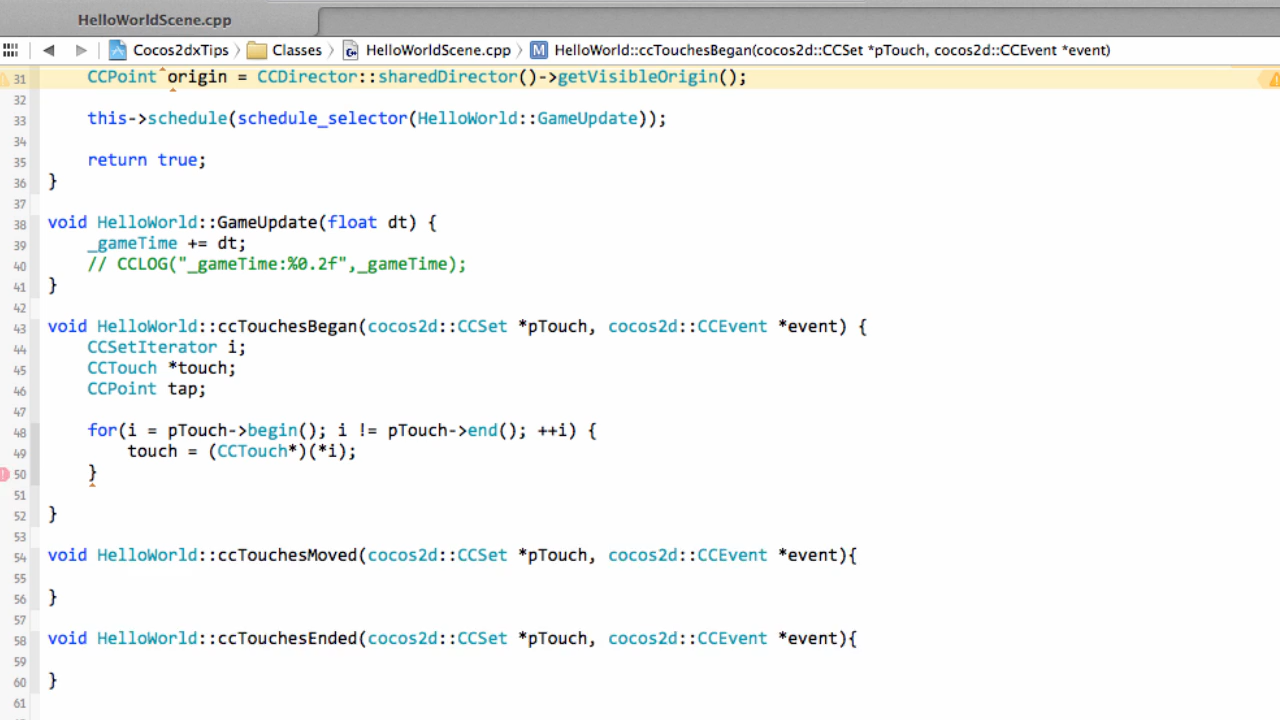 HelloWorldScene.cpp
Cocos2dxTips Classes HelloWorldScene.cpp M HelloWorld::ccTouchesBegan(cocos2d::CCSet *pTouch, cocos2d::CCEvent *event)
31 CCPoint origin = CCDirector::sharedDirector()->getVisibleOrigin();
32
33 this->schedule(schedule_selector(HelloWorld::GameUpdate));
34
35 return true;
36 }
37
38 void HelloWorld::GameUpdate(float dt) {
39 _gameTime += dt;
40 // CCLOG("_gameTime:%0.2f",_gameTime);
41 }
42
43 void HelloWorld::ccTouchesBegan(cocos2d::CCSet *pTouch, cocos2d::CCEvent *event) {
44 CCSetIterator i;
45 CCTouch *touch;
46 CCPoint tap;
47
48 for(i = pTouch->begin(); i != pTouch->end(); ++i) {
49 touch = (CCTouch*)(*i);
50 }
51
52 }
53
54 void HelloWorld::ccTouchesMoved(cocos2d::CCSet *pTouch, cocos2d::CCEvent *event){
55
56 }
57
58 void HelloWorld::ccTouchesEnded(cocos2d::CCSet *pTouch, cocos2d::CCEvent *event){
59
60 }
61